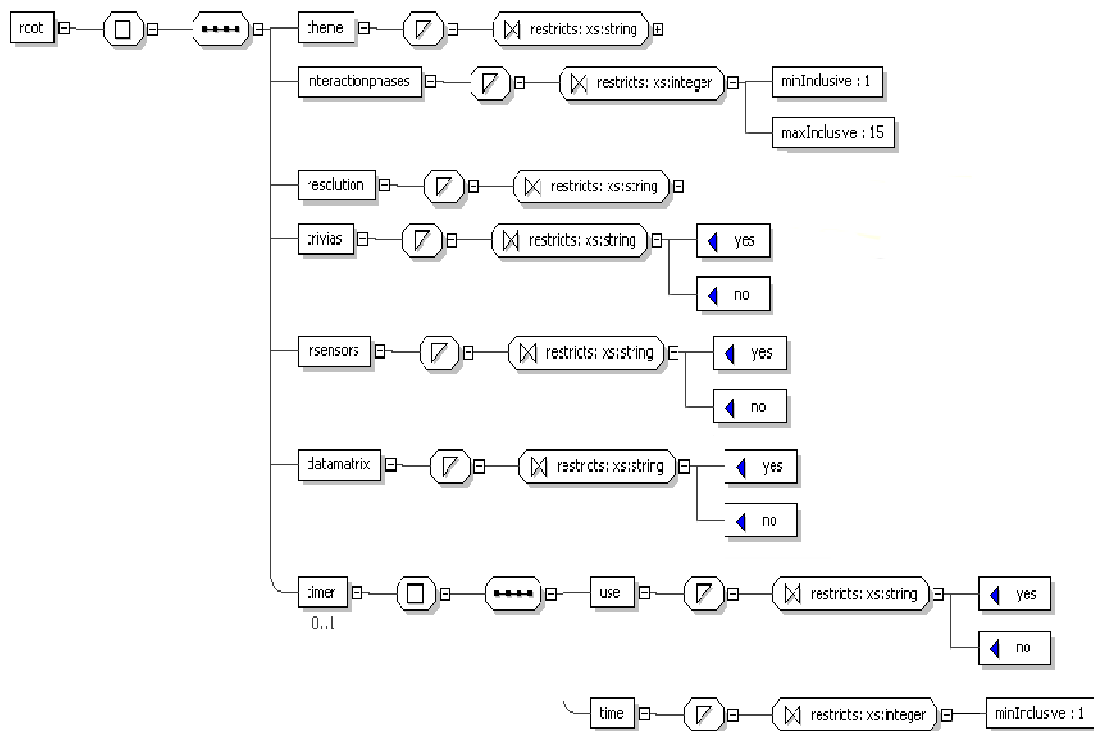 root
theme
restricts: xs:string
interactionphases
restricts: xs:integer
minInclusive : 1
maxInclusive : 15
resolution
restricts: xs:string
trivias
restricts: xs:string
yes
no
rsensors
restricts: xs:string
yes
no
datamatrix
restricts: xs:string
yes
no
timer
0..1
use
restricts: xs:string
yes
no
time
restricts: xs:integer
minInclusive : 1